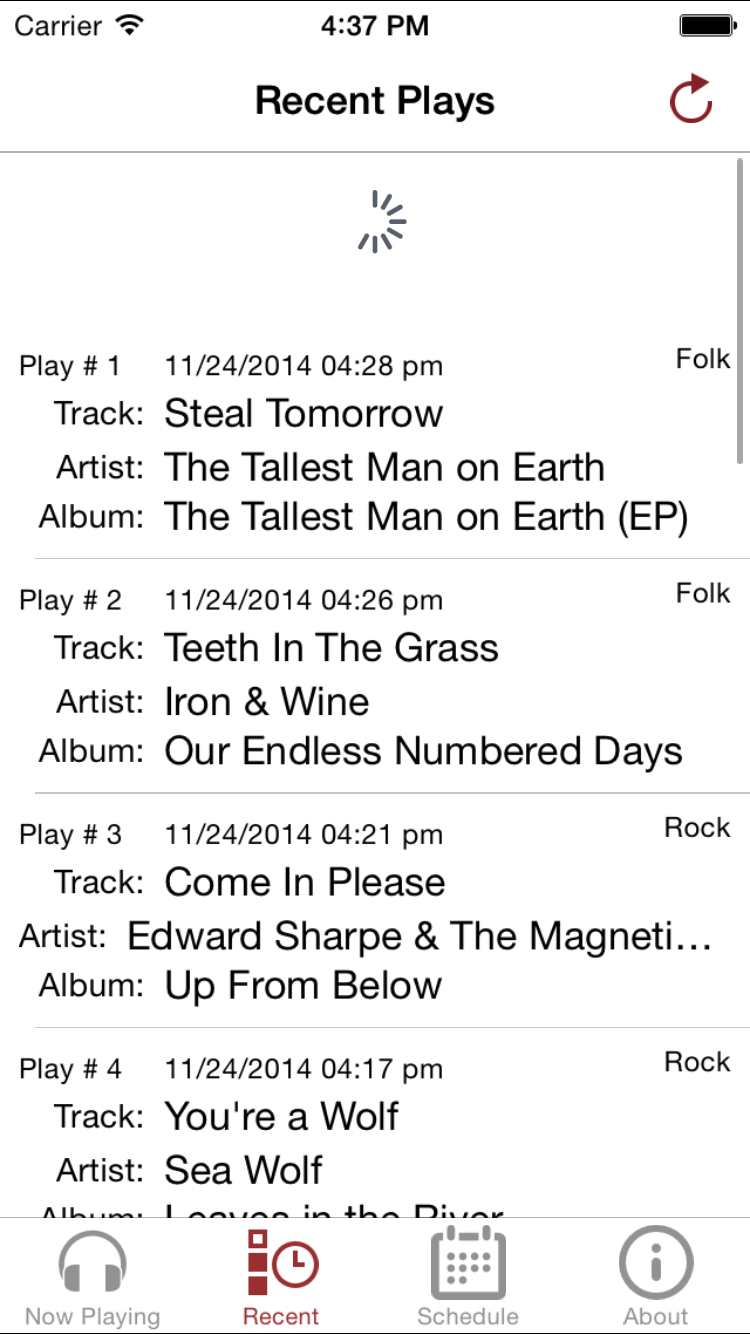 Carrier 4:37 PM
Recent Plays
Play # 1 11/24/2014 04:28 pm Folk
Track: Steal Tomorrow
Artist: The Tallest Man on Earth
Album: The Tallest Man on Earth (EP)
Play # 2 11/24/2014 04:26 pm Folk
Track: Teeth In The Grass
Artist: Iron & Wine
Album: Our Endless Numbered Days
Play # 3 11/24/2014 04:21 pm Rock
Track: Come In Please
Artist: Edward Sharpe & The Magneti...
Album: Up From Below
Play # 4 11/24/2014 04:17 pm Rock
Track: You're a Wolf
Artist: Sea Wolf
Album: Leaves in the River
Now Playing Recent Schedule About